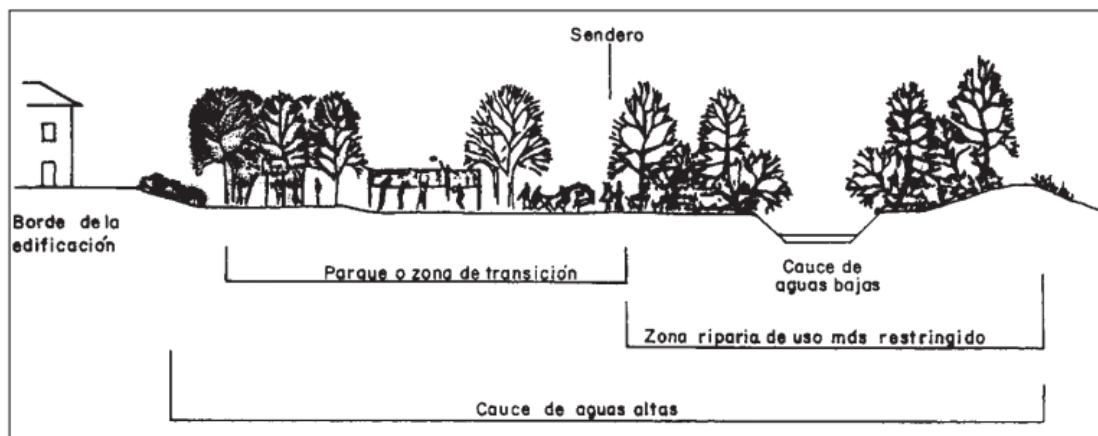 Sendero
Borde de la
edificación
Parque o zona de transición
Cauce de
aguas bajas
Zona riparia de uso más restringido
Cauce de aguas altas